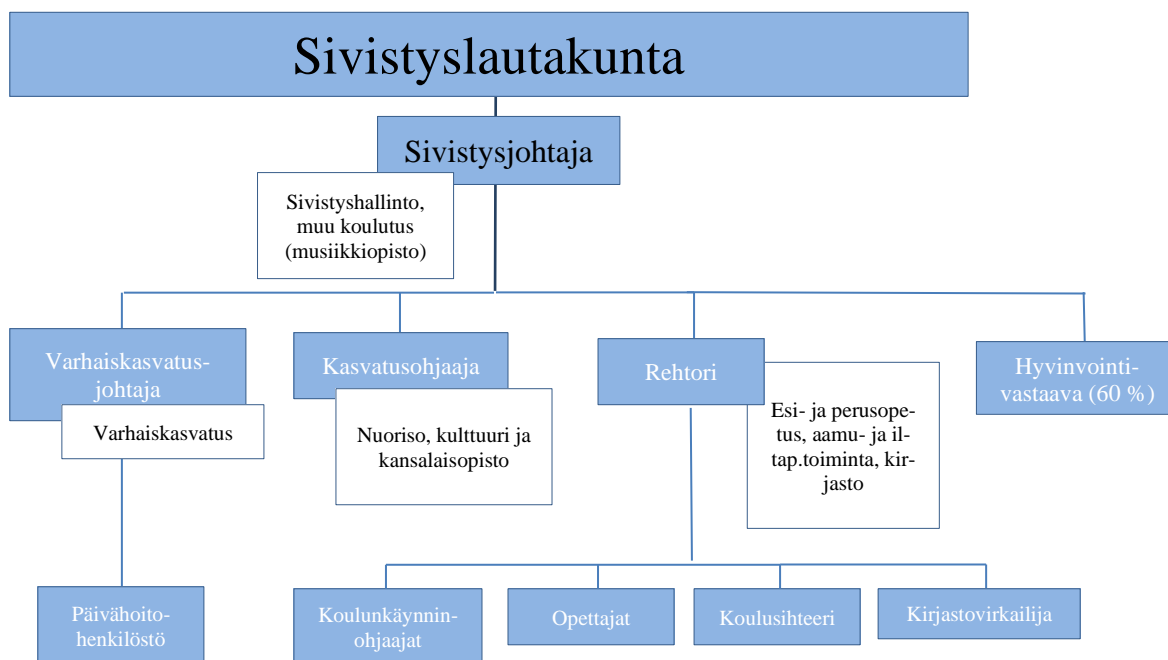 Sivistyslautakunta
Sivistysjohtaja
Sivistyshallinto,
muu koulutus
(musiikkiopisto)
Varhaiskasvatus-
johtaja
Varhaiskasvatus
Kasvatusohjaaja
Nuoriso, kulttuuri ja
kansalaisopisto
Rehtori
Esi- ja perusope-
tus, aamu- ja il-
tap.toiminta, kir-
jasto
Hyvinvointi-
vastaava (60 %)
Päivähoito-
henkilöstö
Koulunkäynnin-
ohjaajat
Opettajat
Koulusihteeri
Kirjastovirkailija